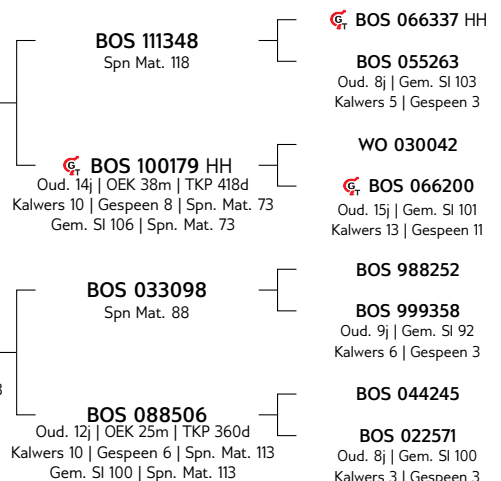 BOS 066337 HH
BOS 111348
Spn Mat. 118
BOS 055263
Oud. 8j | Gem. SI 103
Kalwers 5 | Gespeen 3
WO 030042
GT BOS 100179 HH
Oud. 14j | OEK 38m | TKP 418d
Kalwers 10 | Gespeen 8 | Spn. Mat. 73
Gem. SI 106 | Spn. Mat. 73
GT BOS 066200
Oud. 15j | Gem. SI 101
Kalwers 13 | Gespeen 11
BOS 988252
BOS 033098
Spn Mat. 88
BOS 999358
Oud. 9j | Gem. SI 92
Kalwers 6 | Gespeen 3
BOS 044245
BOS 088506
Oud. 12j | OEK 25m | TKP 360d
Kalwers 10 | Gespeen 6 | Spn. Mat. 113
Gem. SI 100 | Spn. Mat. 113
BOS 022571
Oud. 8j | Gem. SI 100
Kalwers 3 | Gespeen 3